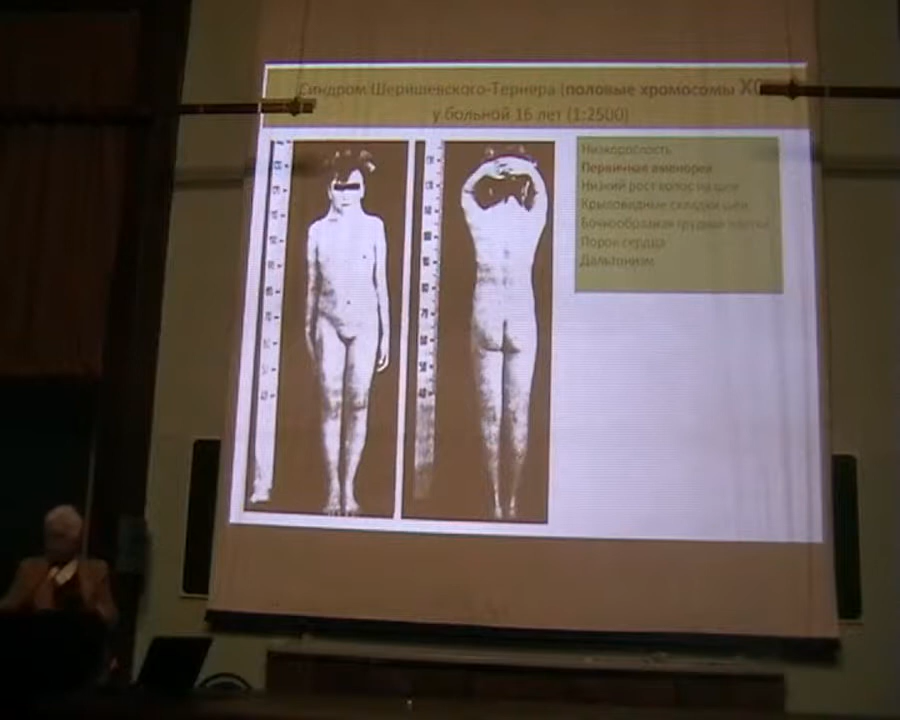 Синдром Шерешевского-Тернера (половые хромосомы ХО)
у больной 16 лет (1:2500)
Низкорослость
Первичная аменорея
Низкий рост волос на шее
Крыловидные складки шеи
Бочкообразная грудная клетка
Порок сердца
Дальтонизм